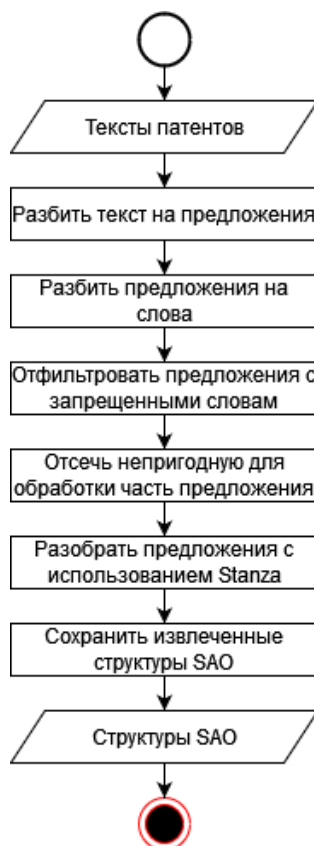 Тексты патентов
Разбить текст на предложения
Разбить предложения на
слова
Отфильтровать предложения с
запрещенными словам
Отсечь непригодную для
обработки часть предложения
Разобрать предложения с
использованием Stanza
Сохранить извлеченные
структуры SAO
Структуры SAO